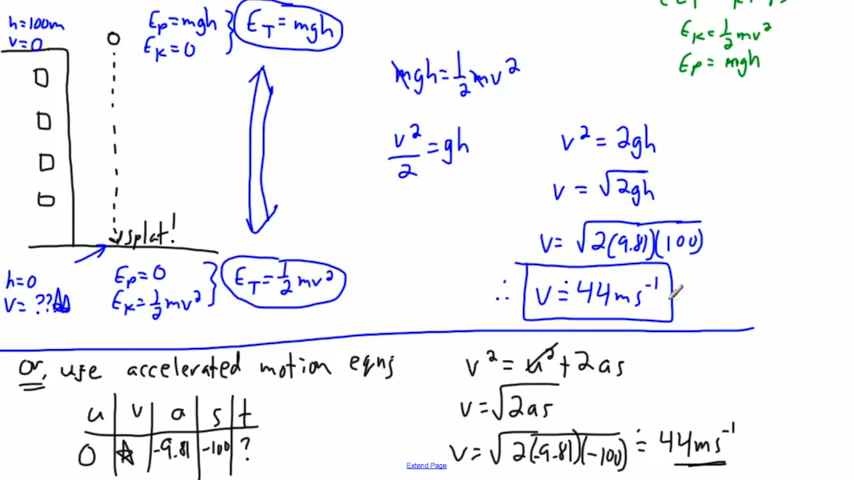 h=100m
v=0
Ep=mgh
Ek=0
ET=mgh
Ek=½mv²
Ep=mgh
mgh=½mv²
v²/2=gh
v²=2gh
v=√2gh
v=√2(9.81)(100)
∴ v≐44ms⁻¹
splat!
h=0
v=??
Ep=0
Ek=½mv²
ET=½mv²
Or, use accelerated motion eqns
u v a s t
0 ☆ -9.81 -100 ?
v²=u²+2as
v=√2as
v=√2(-9.81)(-100) ≐ 44ms⁻¹
Extend Page